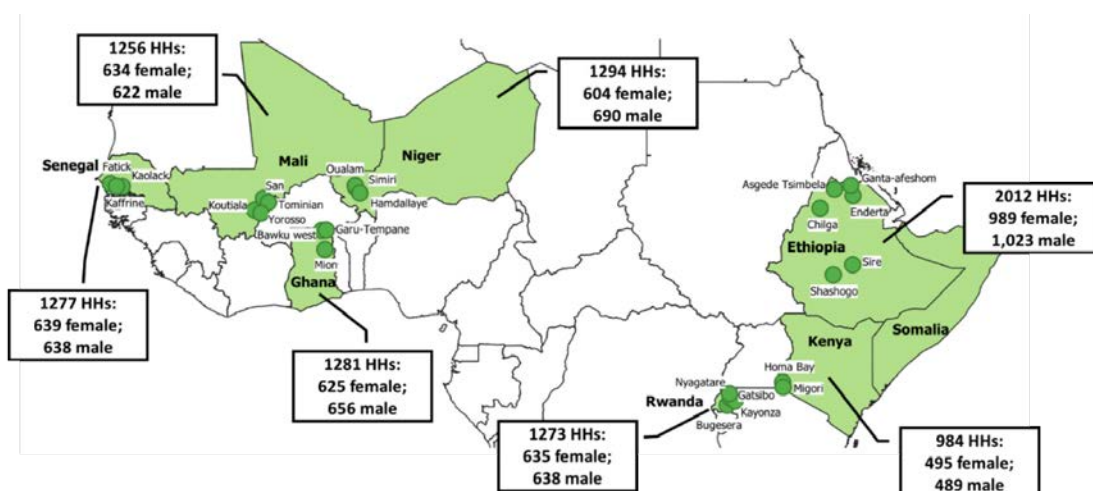 1256 HHs:
634 female;
622 male
1294 HHs:
604 female;
690 male
Senegal
Fatick
Kaolack
Kaffrine
Mali
San
Tominian
Koutiala
Yorosso
Niger
Oualam
Simiri
Hamdallaye
Bawku west
Garu-Tempane
Mion
Ghana
Asgede Tsimbela
Ganta-afeshom
Enderta
Chilga
Ethiopia
Sire
Shashogo
2012 HHs:
989 female;
1,023 male
Somalia
Kenya
Homa Bay
Migori
Nyagatare
Gatsibo
Rwanda
Kayonza
Bugesera
1277 HHs:
639 female;
638 male
1281 HHs:
625 female;
656 male
1273 HHs:
635 female;
638 male
984 HHs:
495 female;
489 male